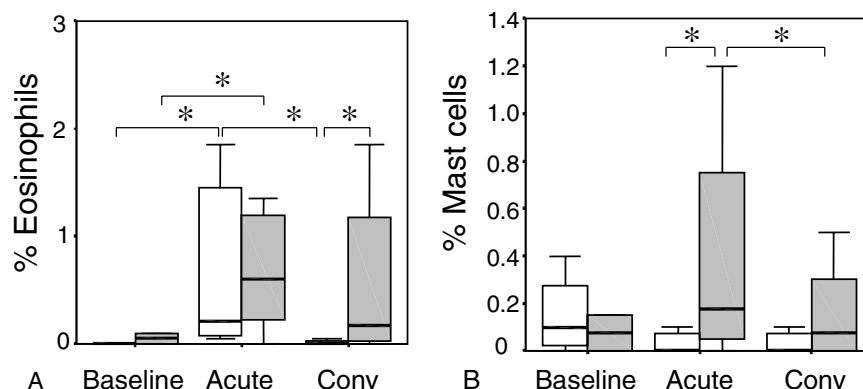 3
2
1
0
% Eosinophils
*
*
*
*
A
Baseline
Acute
Conv
1.4
1.2
1.0
0.8
0.6
0.4
0.2
0
% Mast cells
*
*
B
Baseline
Acute
Conv